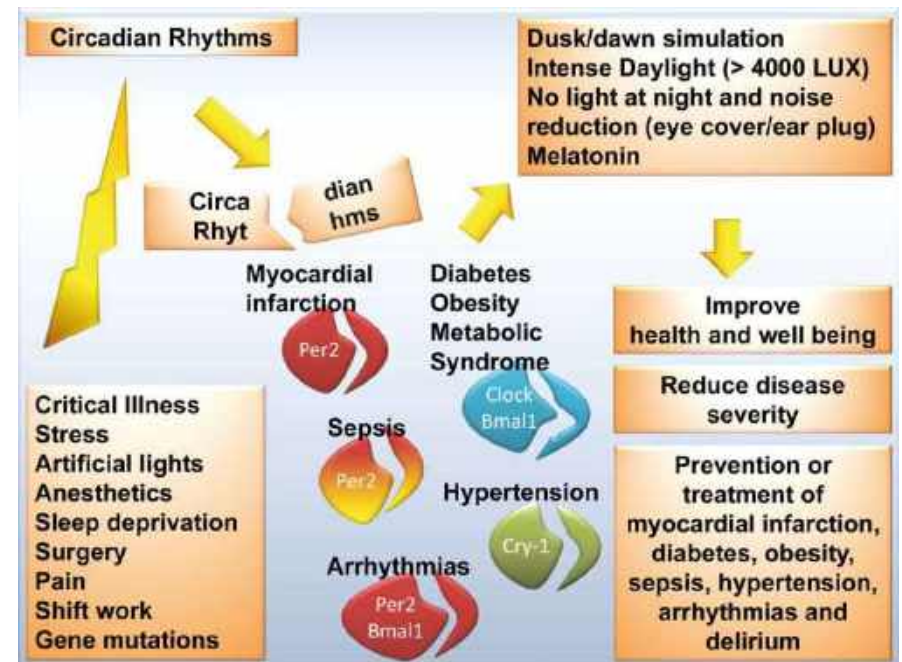 Circadian Rhythms
Dusk/dawn simulation
Intense Daylight (> 4000 LUX)
No light at night and noise
reduction (eye cover/ear plug)
Melatonin
Circa
Rhyt
dian
hms
Myocardial
infarction
Per2
Diabetes
Obesity
Metabolic
Syndrome
Clock
Bmal1
Sepsis
Per2
Hypertension
Cry-1
Arrhythmias
Per2
Bmal1
Critical Illness
Stress
Artificial lights
Anesthetics
Sleep deprivation
Surgery
Pain
Shift work
Gene mutations
Improve
health and well being
Reduce disease
severity
Prevention or
treatment of
myocardial infarction,
diabetes, obesity,
sepsis, hypertension,
arrhythmias and
delirium